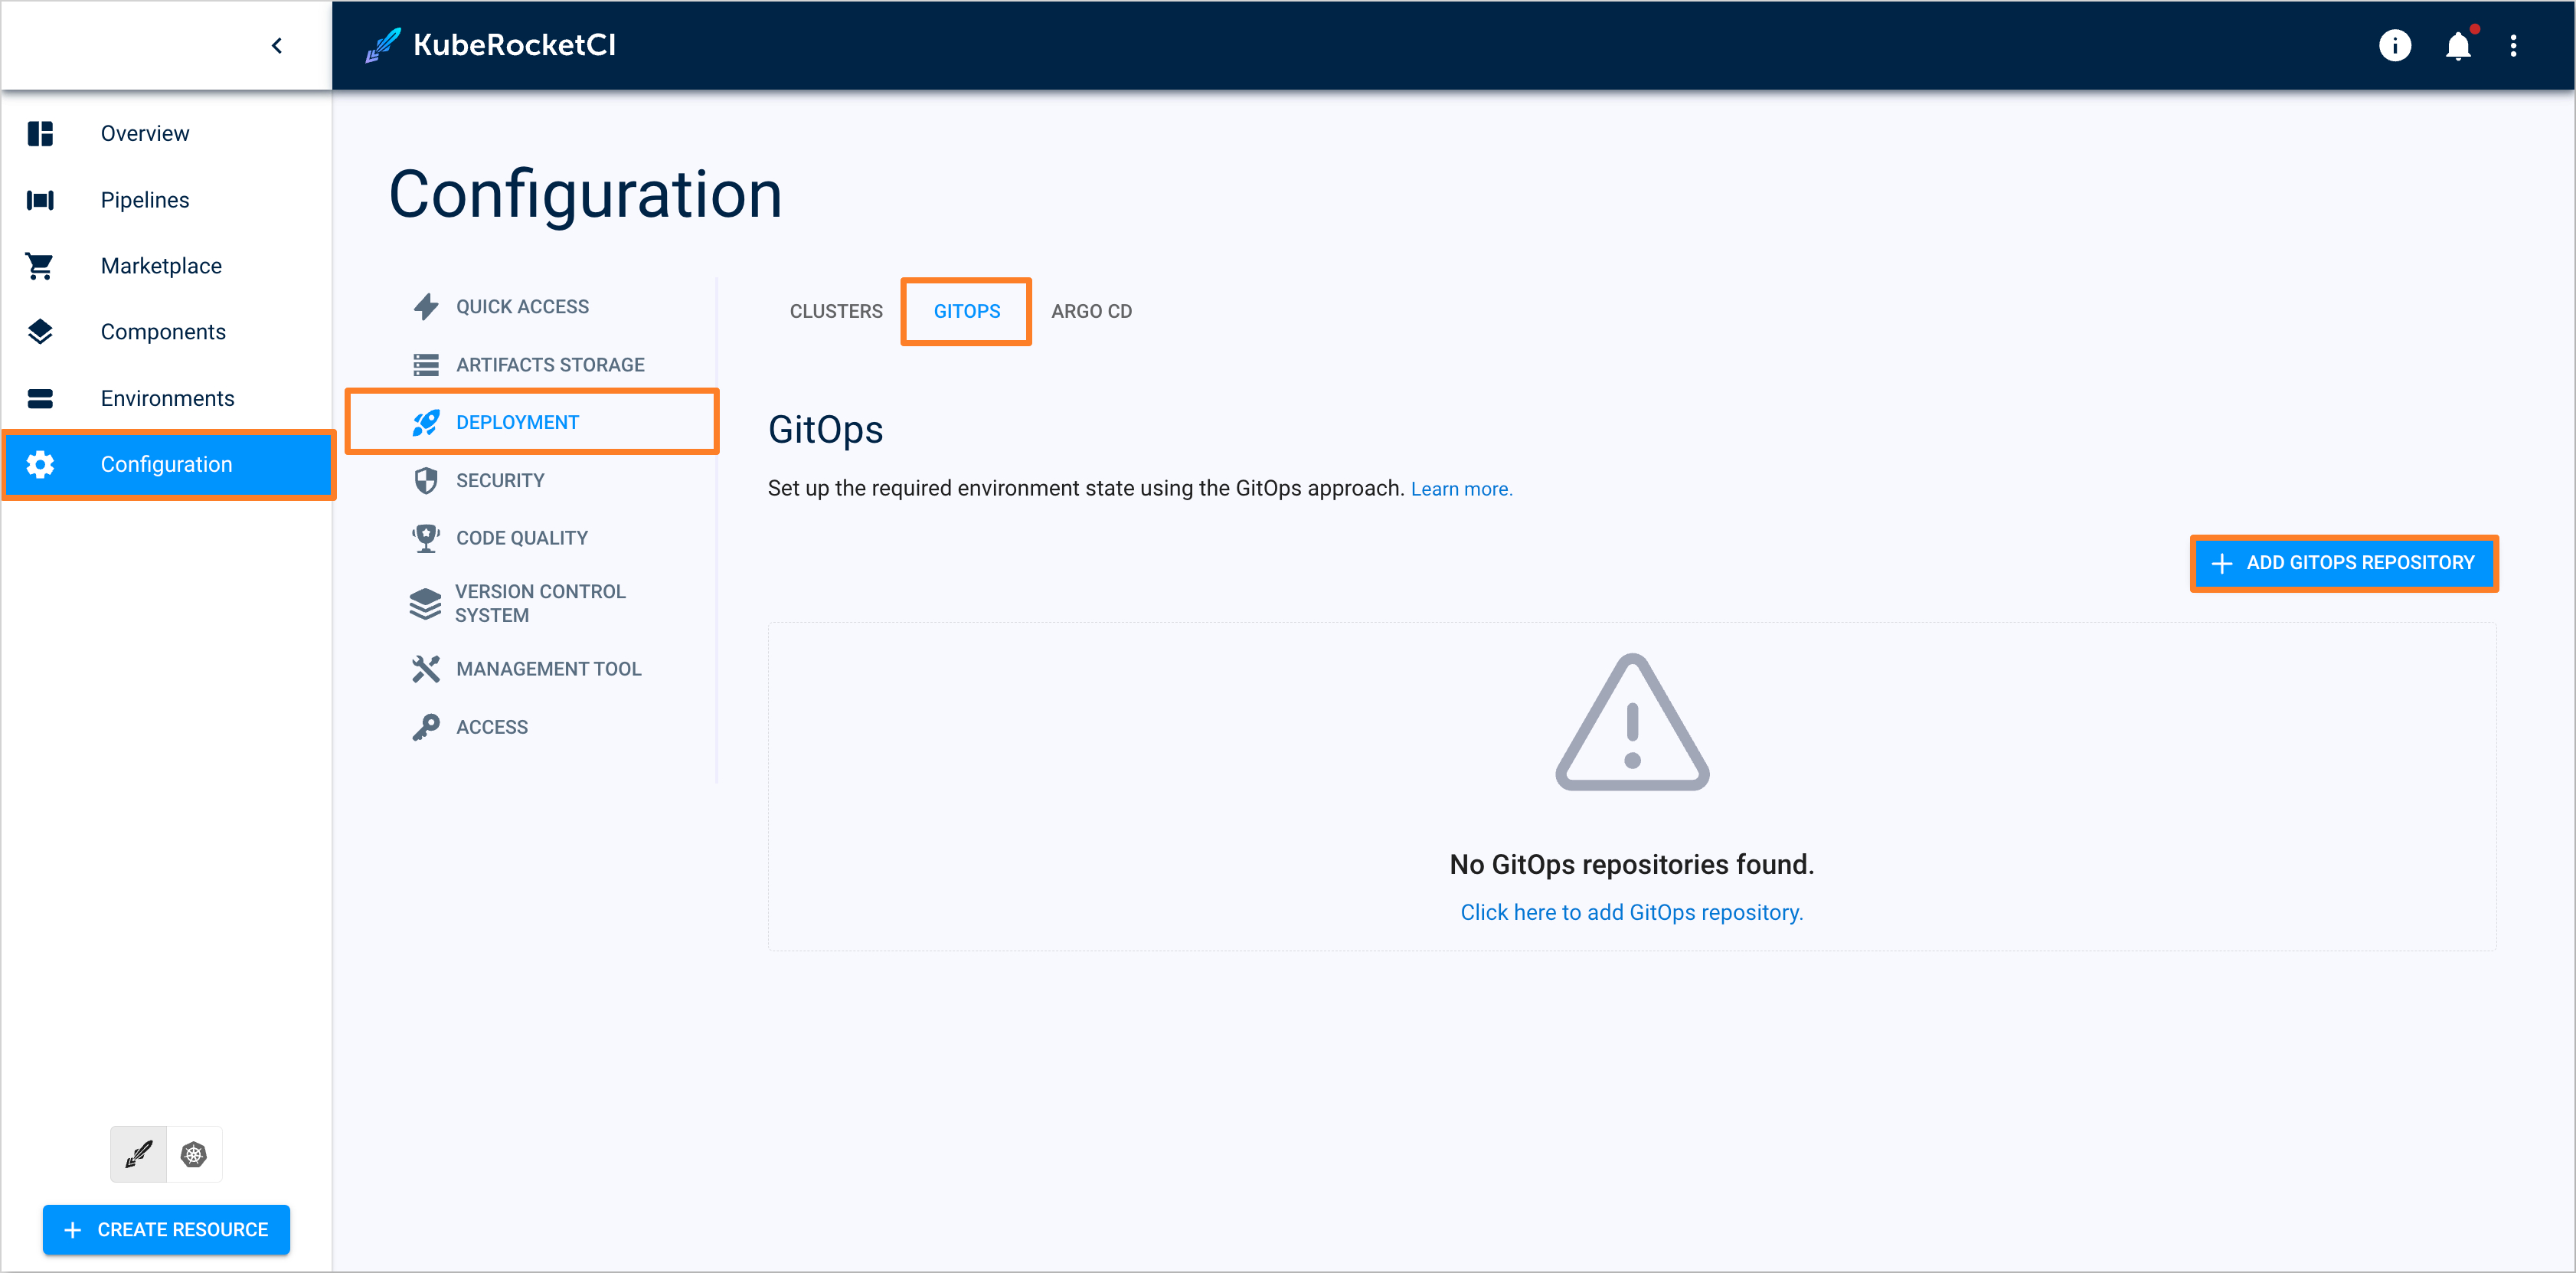 KubeRocketCI
Overview
Pipelines
Marketplace
Components
Environments
Configuration
CREATE RESOURCE
Configuration
QUICK ACCESS
ARTIFACTS STORAGE
DEPLOYMENT
SECURITY
CODE QUALITY
VERSION CONTROL
SYSTEM
MANAGEMENT TOOL
ACCESS
CLUSTERS GITOPS ARGO CD
GitOps
Set up the required environment state using the GitOps approach. Learn more.
ADD GITOPS REPOSITORY
No GitOps repositories found.
Click here to add GitOps repository.